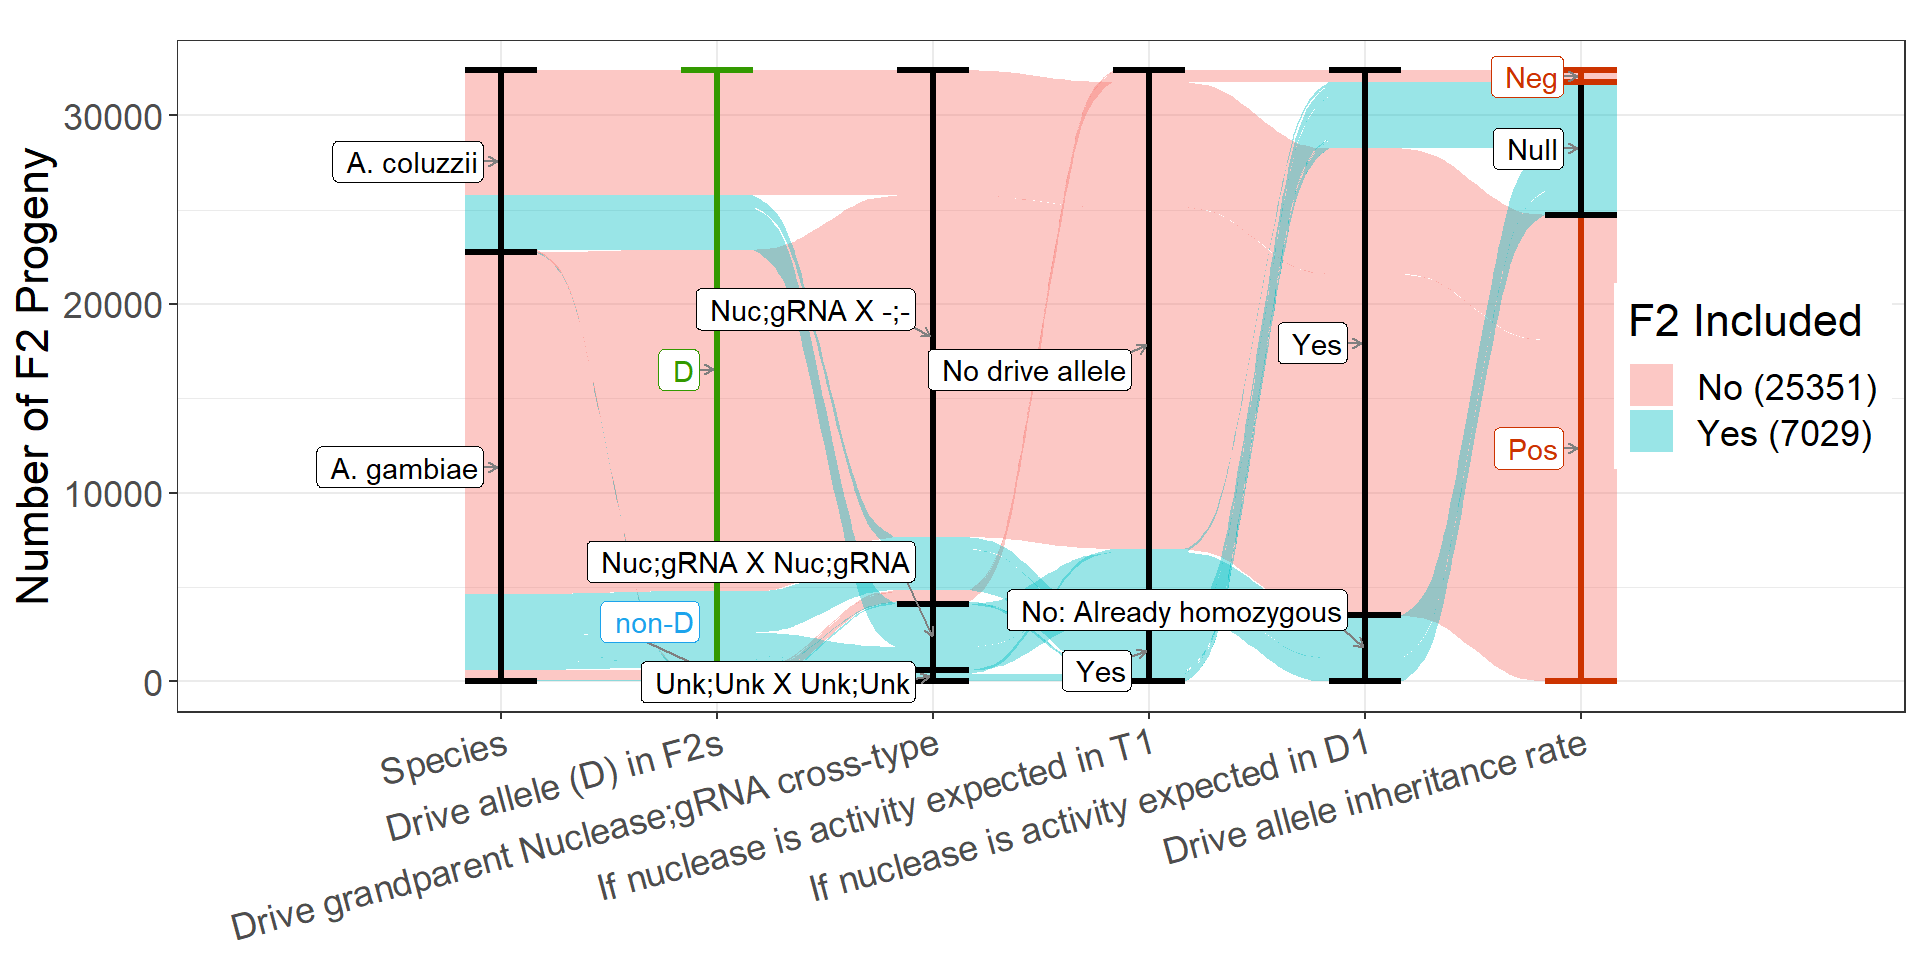 Number of F2 Progeny
30000
20000
10000
0
A. coluzzii
A. gambiae
D
non-D
Nuc;gRNA X -;-
Nuc;gRNA X Nuc;gRNA
Unk;Unk X Unk;Unk
No drive allele
Yes
Yes
No: Already homozygous
Neg
Null
Pos
F2 Included
No (25351)
Yes (7029)
Species
Drive allele (D) in F2s
Drive grandparent Nuclease;gRNA cross-type
If nuclease is activity expected in T1
If nuclease is activity expected in D1
Drive allele inheritance rate